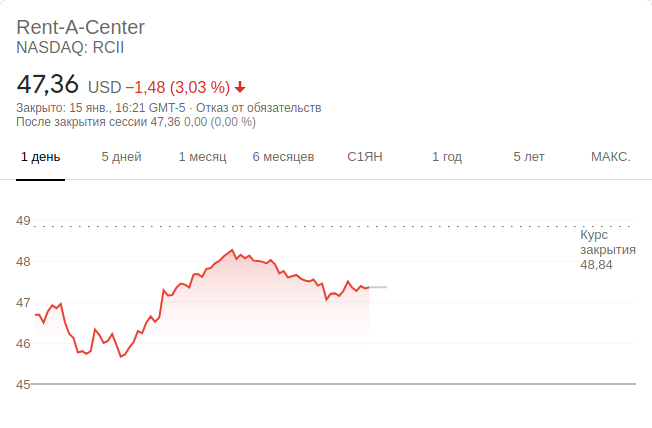 Rent-A-Center
NASDAQ: RCII
47,36 USD −1,48 (3,03 %)
Закрыто: 15 янв., 16:21 GMT-5 · Отказ от обязательств
После закрытия сессии 47,36 0,00 (0,00 %)
1 день 5 дней 1 месяц 6 месяцев С1ЯН 1 год 5 лет МАКС.
49
Курс
закрытия
48,84
48
47
46
45